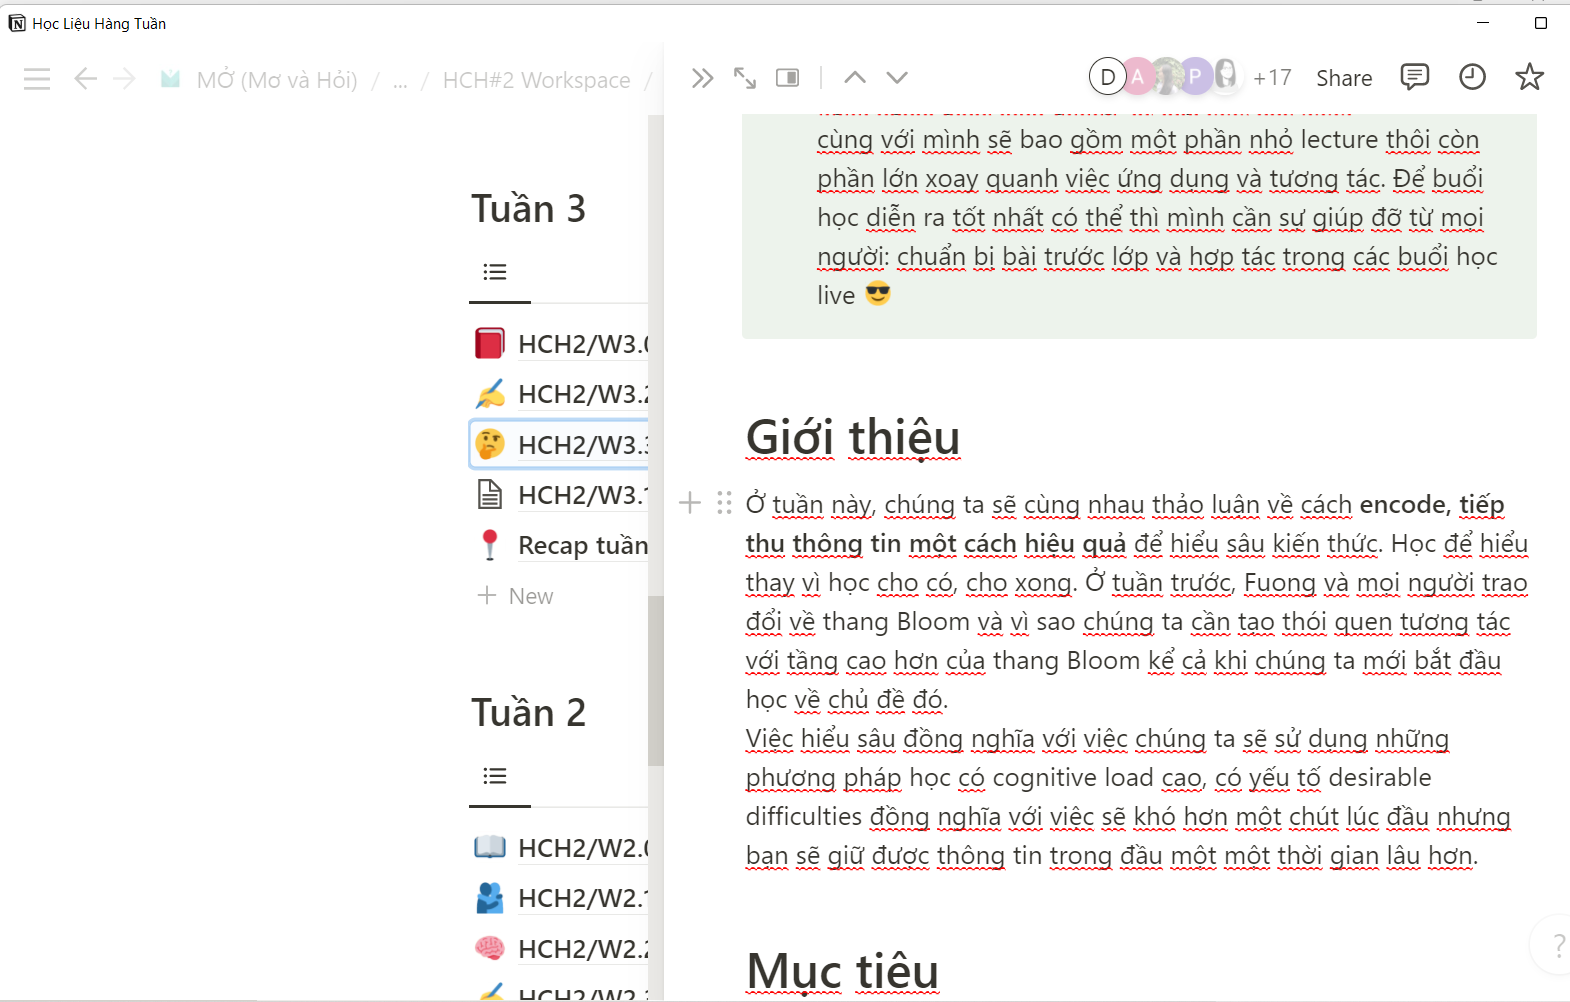 Học Liệu Hàng Tuần
MỞ (Mơ và Hỏi) / ... / HCH#2 Workspace /
D A P +17 Share
Tuần 3
HCH2/W3.
HCH2/W3.2
HCH2/W3.3
HCH2/W3.1
Recap tuần
New
Tuần 2
HCH2/W2.
HCH2/W2.1
HCH2/W2.2
HCH2/W2.
cùng với mình sẽ bao gồm một phần nhỏ lecture thôi còn
phần lớn xoay quanh việc ứng dụng và tương tác. Để buổi
học diễn ra tốt nhất có thể thì mình cần sự giúp đỡ từ mọi
người: chuẩn bị bài trước lớp và hợp tác trong các buổi học
live 😎
Giới thiệu
Ở tuần này, chúng ta sẽ cùng nhau thảo luận về cách encode, tiếp
thu thông tin một cách hiệu quả để hiểu sâu kiến thức. Học để hiểu
thay vì học cho có, cho xong. Ở tuần trước, Fuong và mọi người trao
đổi về thang Bloom và vì sao chúng ta cần tạo thói quen tương tác
với tầng cao hơn của thang Bloom kể cả khi chúng ta mới bắt đầu
học về chủ đề đó.
Việc hiểu sâu đồng nghĩa với việc chúng ta sẽ sử dụng những
phương pháp học có cognitive load cao, có yếu tố desirable
difficulties đồng nghĩa với việc sẽ khó hơn một chút lúc đầu nhưng
bạn sẽ giữ được thông tin trong đầu một một thời gian lâu hơn.
Mục tiêu
?